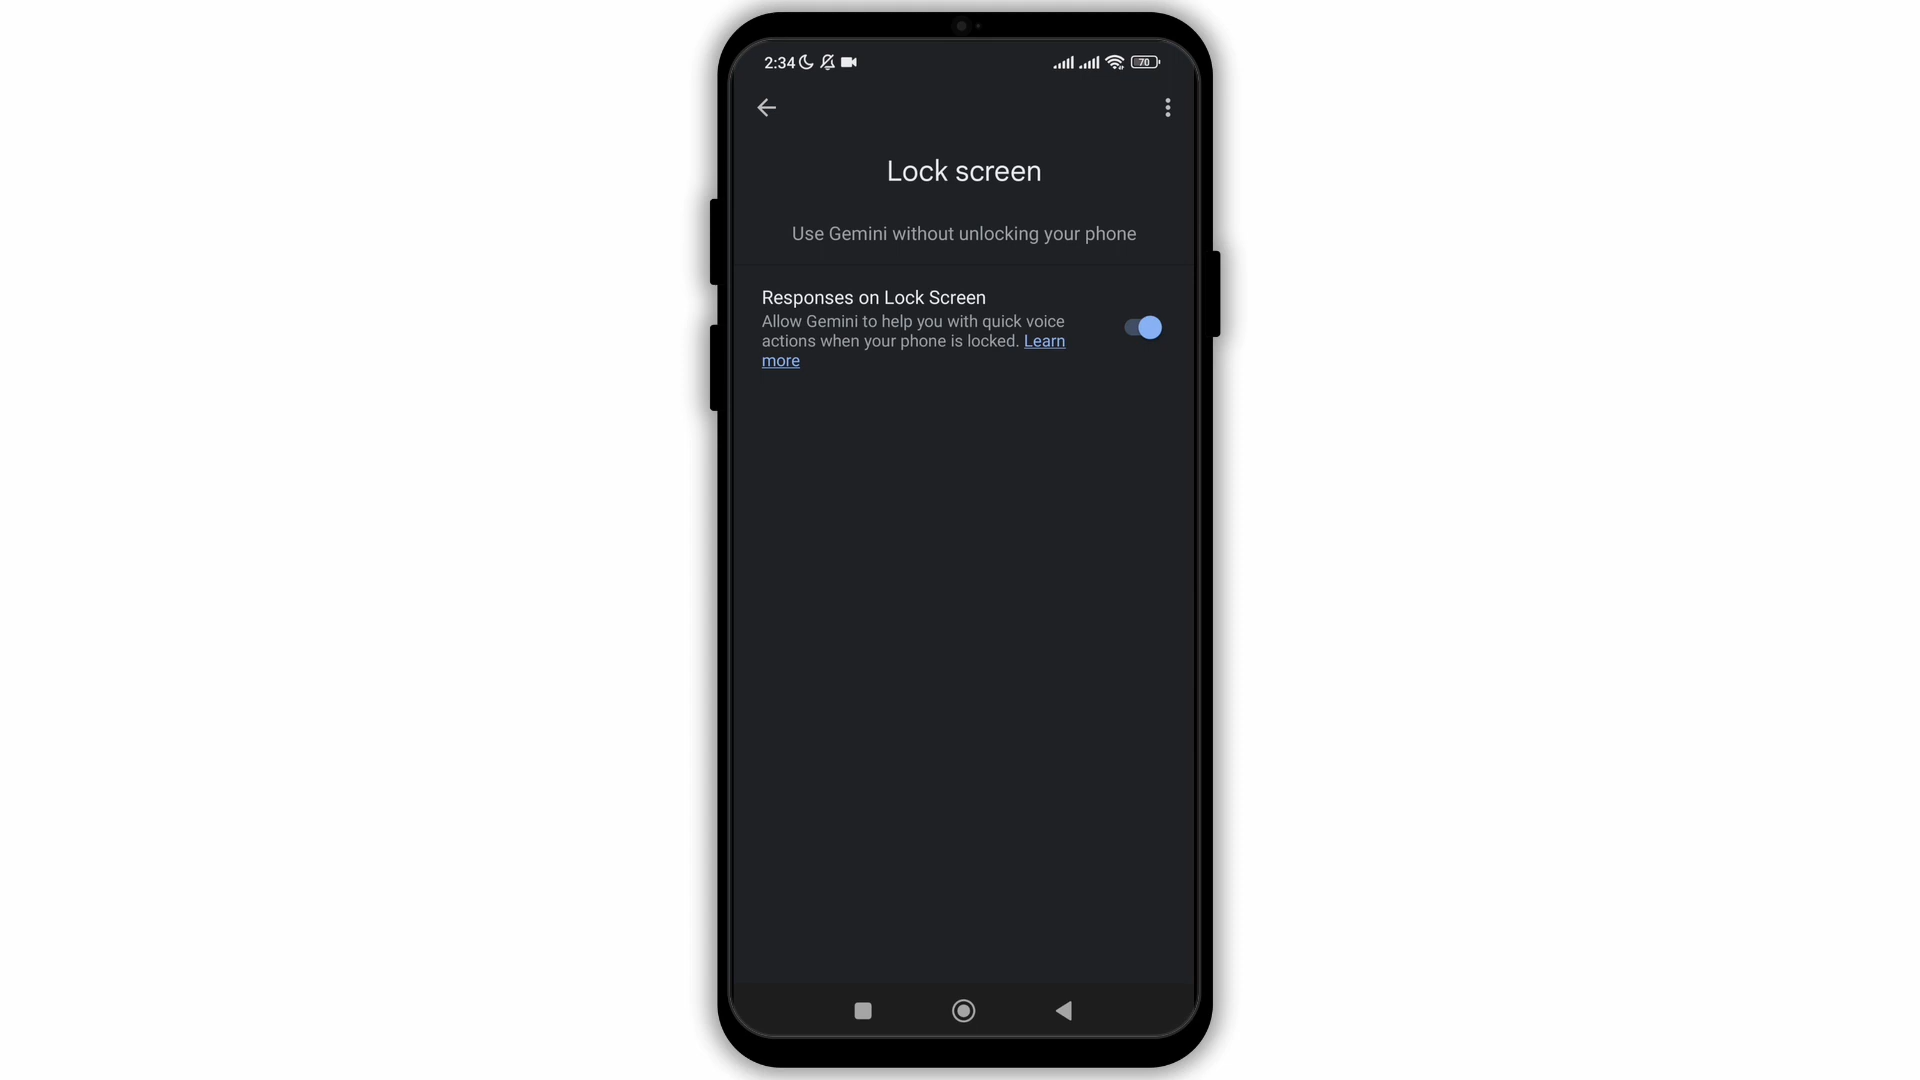 2:34
70
Lock screen
Use Gemini without unlocking your phone
Responses on Lock Screen
Allow Gemini to help you with quick voice
actions when your phone is locked. Learn
more